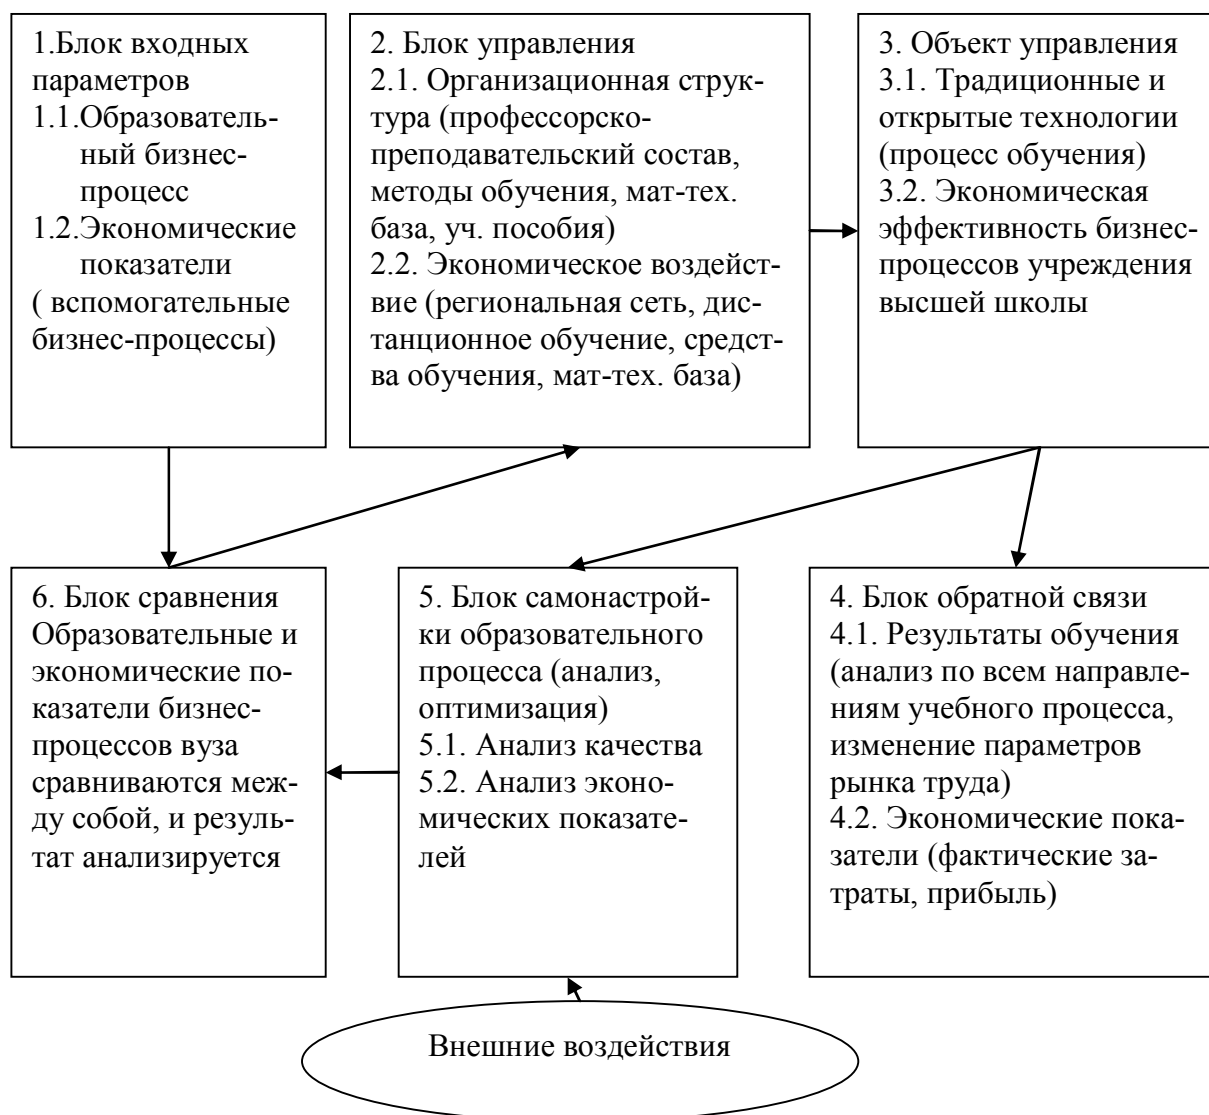 1.Блок входных
параметров
1.1.Образователь-
ный бизнес-
процесс
1.2.Экономические
показатели
( вспомогательные
бизнес-процессы)
2. Блок управления
2.1. Организационная струк-
тура (профессорско-
преподавательский состав,
методы обучения, мат-тех.
база, уч. пособия)
2.2. Экономическое воздейст-
вие (региональная сеть, дис-
танционное обучение, средст-
ва обучения, мат-тех. база)
3. Объект управления
3.1. Традиционные и
открытые технологии
(процесс обучения)
3.2. Экономическая
эффективность бизнес-
процессов учреждения
высшей школы
6. Блок сравнения
Образовательные и
экономические по-
казатели бизнес-
процессов вуза
сравниваются меж-
ду собой, и резуль-
тат анализируется
5. Блок самонастрой-
ки образовательного
процесса (анализ,
оптимизация)
5.1. Анализ качества
5.2. Анализ эконо-
мических показате-
лей
4. Блок обратной связи
4.1. Результаты обучения
(анализ по всем направле-
ниям учебного процесса,
изменение параметров
рынка труда)
4.2. Экономические пока-
затели (фактические за-
траты, прибыль)
Внешние воздействия